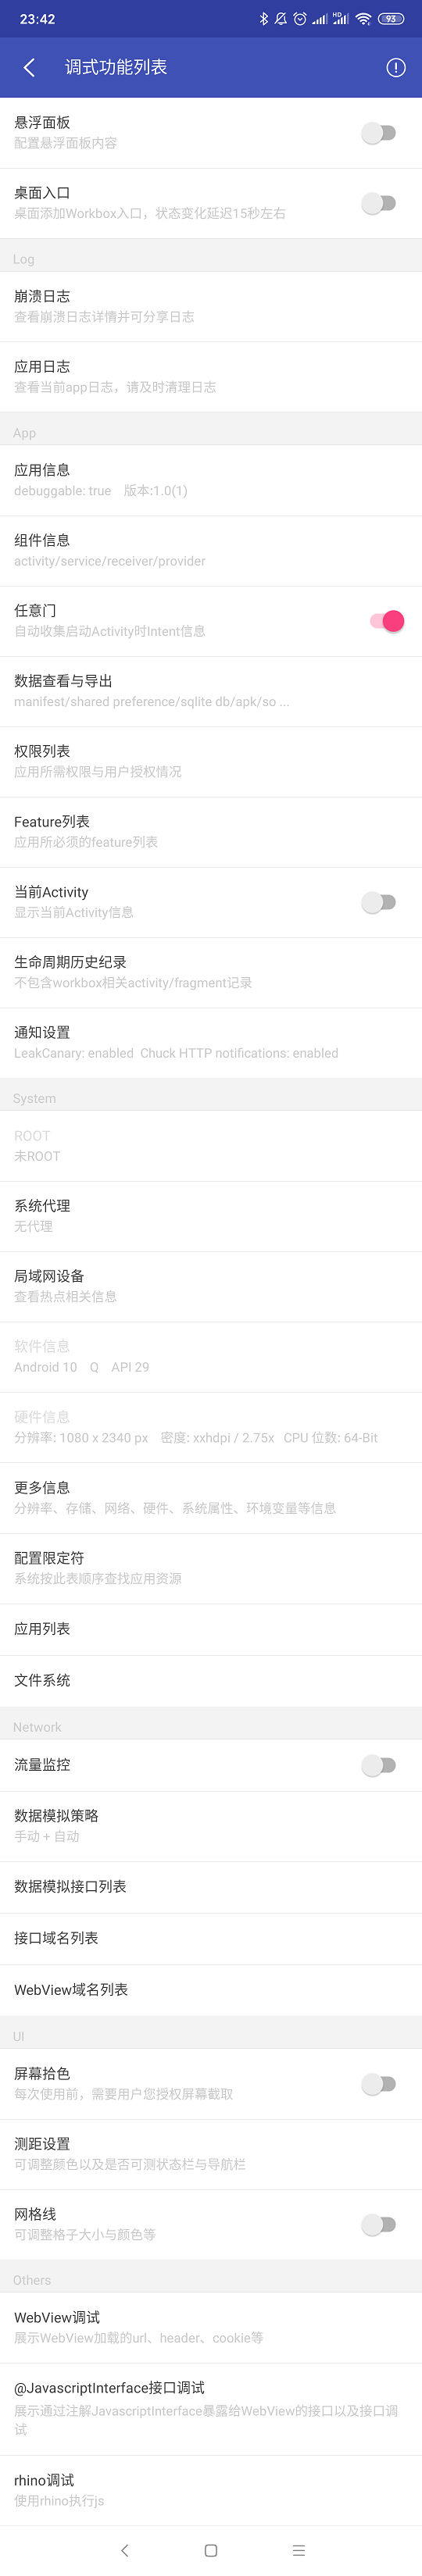 23:42
HD
93
调式功能列表
悬浮面板
配置悬浮面板内容
桌面入口
桌面添加Workbox入口，状态变化延迟15秒左右
Log
崩溃日志
查看崩溃日志详情并可分享日志
应用日志
查看当前app日志，请及时清理日志
App
应用信息
debuggable: true 版本:1.0(1)
组件信息
activity/service/receiver/provider
任意门
自动收集启动Activity时Intent信息
数据查看与导出
manifest/shared preference/sqlite db/apk/so ...
权限列表
应用所需权限与用户授权情况
Feature列表
应用所必须的feature列表
当前Activity
显示当前Activity信息
生命周期历史纪录
不包含workbox相关activity/fragment记录
通知设置
LeakCanary: enabled Chuck HTTP notifications: enabled
System
ROOT
未ROOT
系统代理
无代理
局域网设备
查看热点相关信息
软件信息
Android 10 Q API 29
硬件信息
分辨率: 1080 x 2340 px 密度: xxhdpi / 2.75x CPU 位数: 64-Bit
更多信息
分辨率、存储、网络、硬件、系统属性、环境变量等信息
配置限定符
系统按此表顺序查找应用资源
应用列表
文件系统
Network
流量监控
数据模拟策略
手动 + 自动
数据模拟接口列表
接口域名列表
WebView域名列表
UI
屏幕拾色
每次使用前，需要用户您授权屏幕截取
测距设置
可调整颜色以及是否可测状态栏与导航栏
网格线
可调整格子大小与颜色等
Others
WebView调试
展示WebView加载的url、header、cookie等
@JavascriptInterface接口调试
展示通过注解JavascriptInterface暴露给WebView的接口以及接口调
试
rhino调试
使用rhino执行js